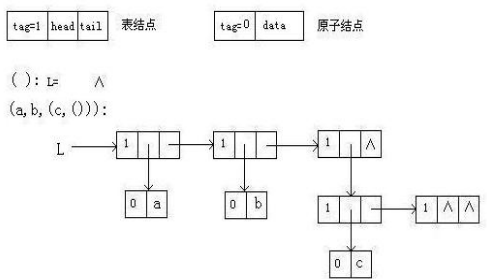 tag=1 head tail 表结点 tag=0 data 原子结点
( ): L= ∧
(a,b,(c,())):
L 1 1 1 ∧
0 a 0 b 1 1 ∧ ∧
0 c